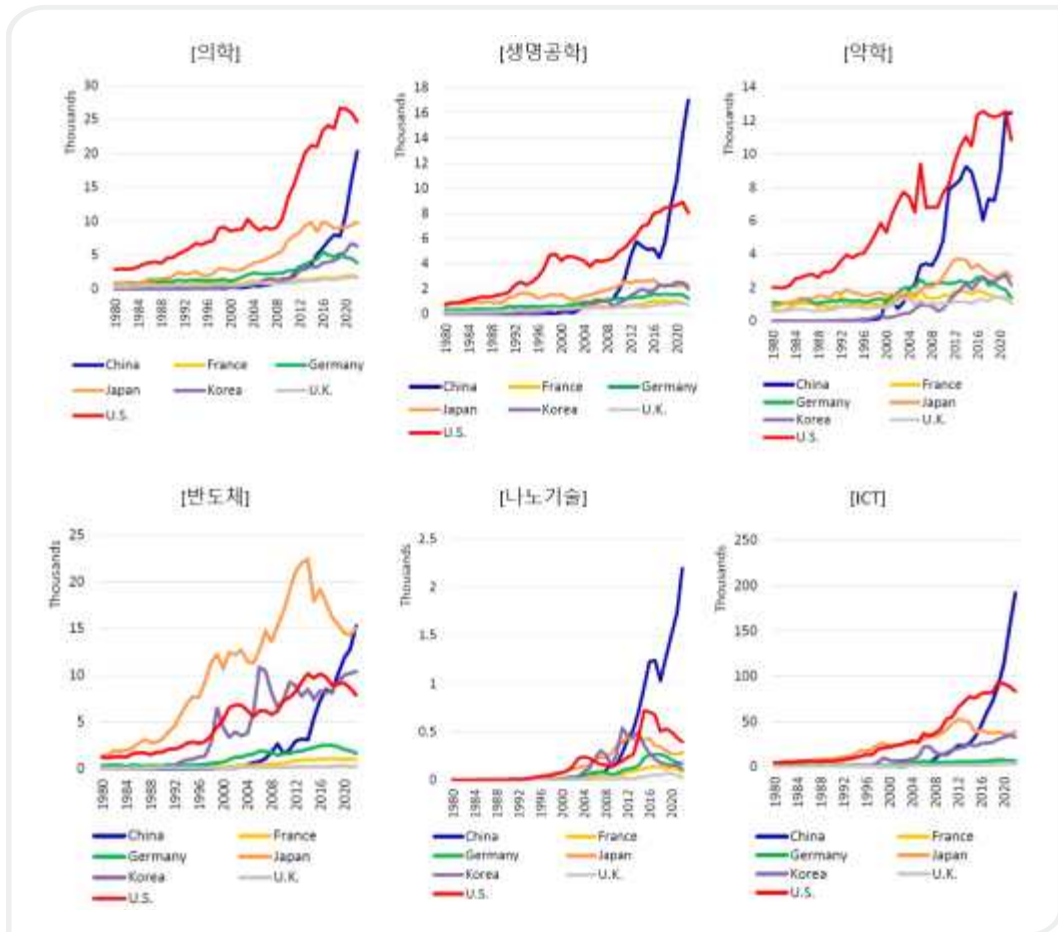 [의학]
Thousands
30
25
20
15
10
5
0
1980
1984
1988
1992
1996
2000
2004
2008
2012
2016
2020
China
France
Germany
Japan
Korea
U.K.
U.S.
[생명공학]
Thousands
18
16
14
12
10
8
6
4
2
0
1980
1984
1988
1992
1996
2000
2004
2008
2012
2016
2020
China
France
Germany
Japan
Korea
U.K.
U.S.
[약학]
Thousands
14
12
10
8
6
4
2
0
1980
1984
1988
1992
1996
2000
2004
2008
2012
2016
2020
China
France
Germany
Japan
Korea
U.K.
U.S.
[반도체]
Thousands
25
20
15
10
5
0
1980
1984
1988
1992
1996
2000
2004
2008
2012
2016
2020
China
France
Germany
Japan
Korea
U.K.
U.S.
[나노기술]
Thousands
2.5
2
1.5
1
0.5
0
1980
1984
1988
1992
1996
2000
2004
2008
2012
2016
2020
China
France
Germany
Japan
Korea
U.K.
U.S.
[ICT]
Thousands
250
200
150
100
50
0
1980
1984
1988
1992
1996
2000
2004
2008
2012
2016
2020
China
France
Germany
Japan
Korea
U.K.
U.S.